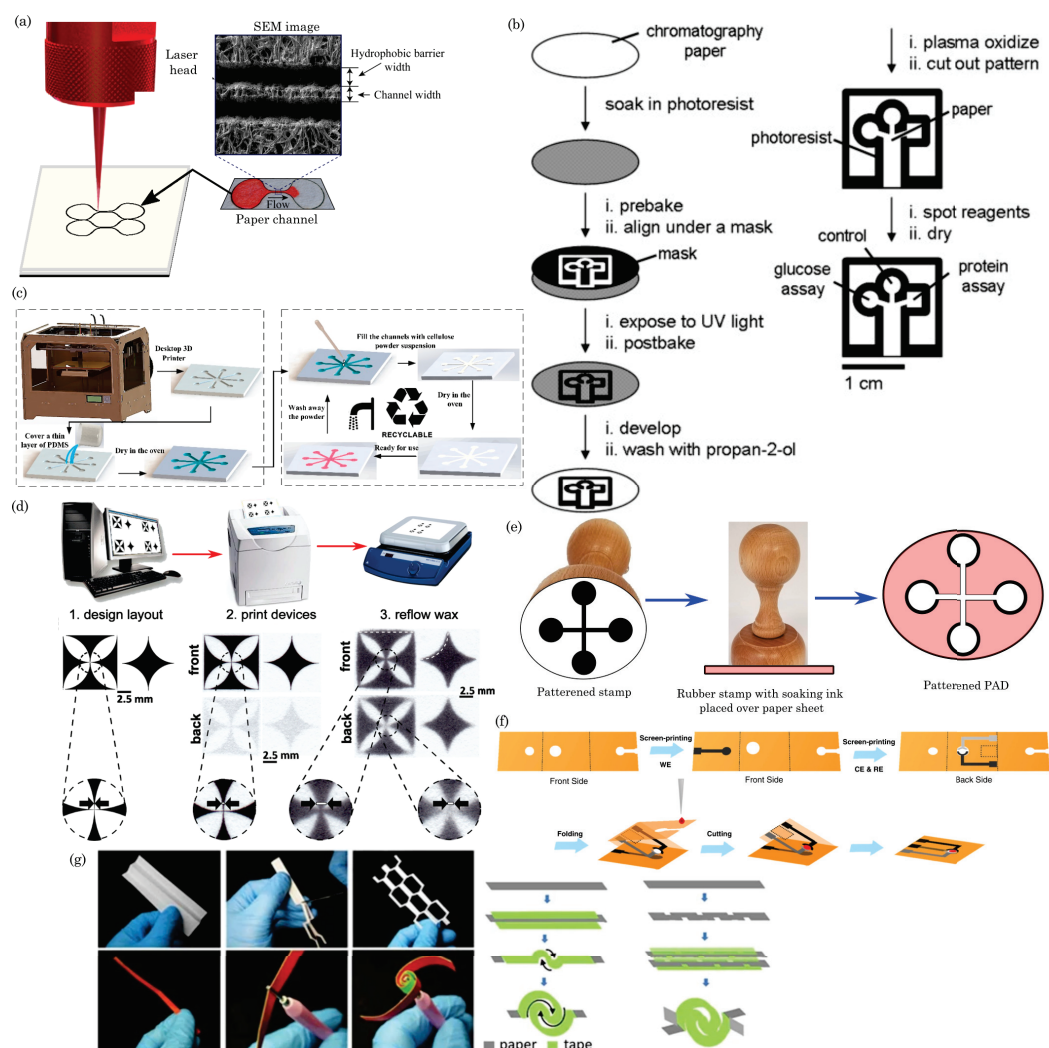 (a)
Laser
head
SEM image
Hydrophobic barrier
width
Channel width
Flow
Paper channel
(b)
chromatography
paper
soak in photoresist
i. prebake
ii. align under a mask
mask
i. expose to UV light
ii. postbake
i. develop
ii. wash with propan-2-ol
i. plasma oxidize
ii. cut out pattern
paper
photoresist
i. spot reagents
ii. dry
control
glucose
assay
protein
assay
1 cm
(c)
Desktop 3D
Printer
Cover a thin
layer of PDMS
Dry in the oven
Fill the channels with cellulose
powder suspension
Wash away
the powder
RECYCLABLE
Dry in the
oven
Ready for use
(d)
1. design layout
2. print devices
3. reflow wax
2.5 mm
front
back
2.5 mm
front
back
2.5 mm
(e)
Patterened stamp
Rubber stamp with soaking ink
placed over paper sheet
Patterened PAD
(f)
Screen-printing
WE
Screen-printing
CE & RE
Front Side
Front Side
Back Side
Folding
Cutting
(g)
paper
tape